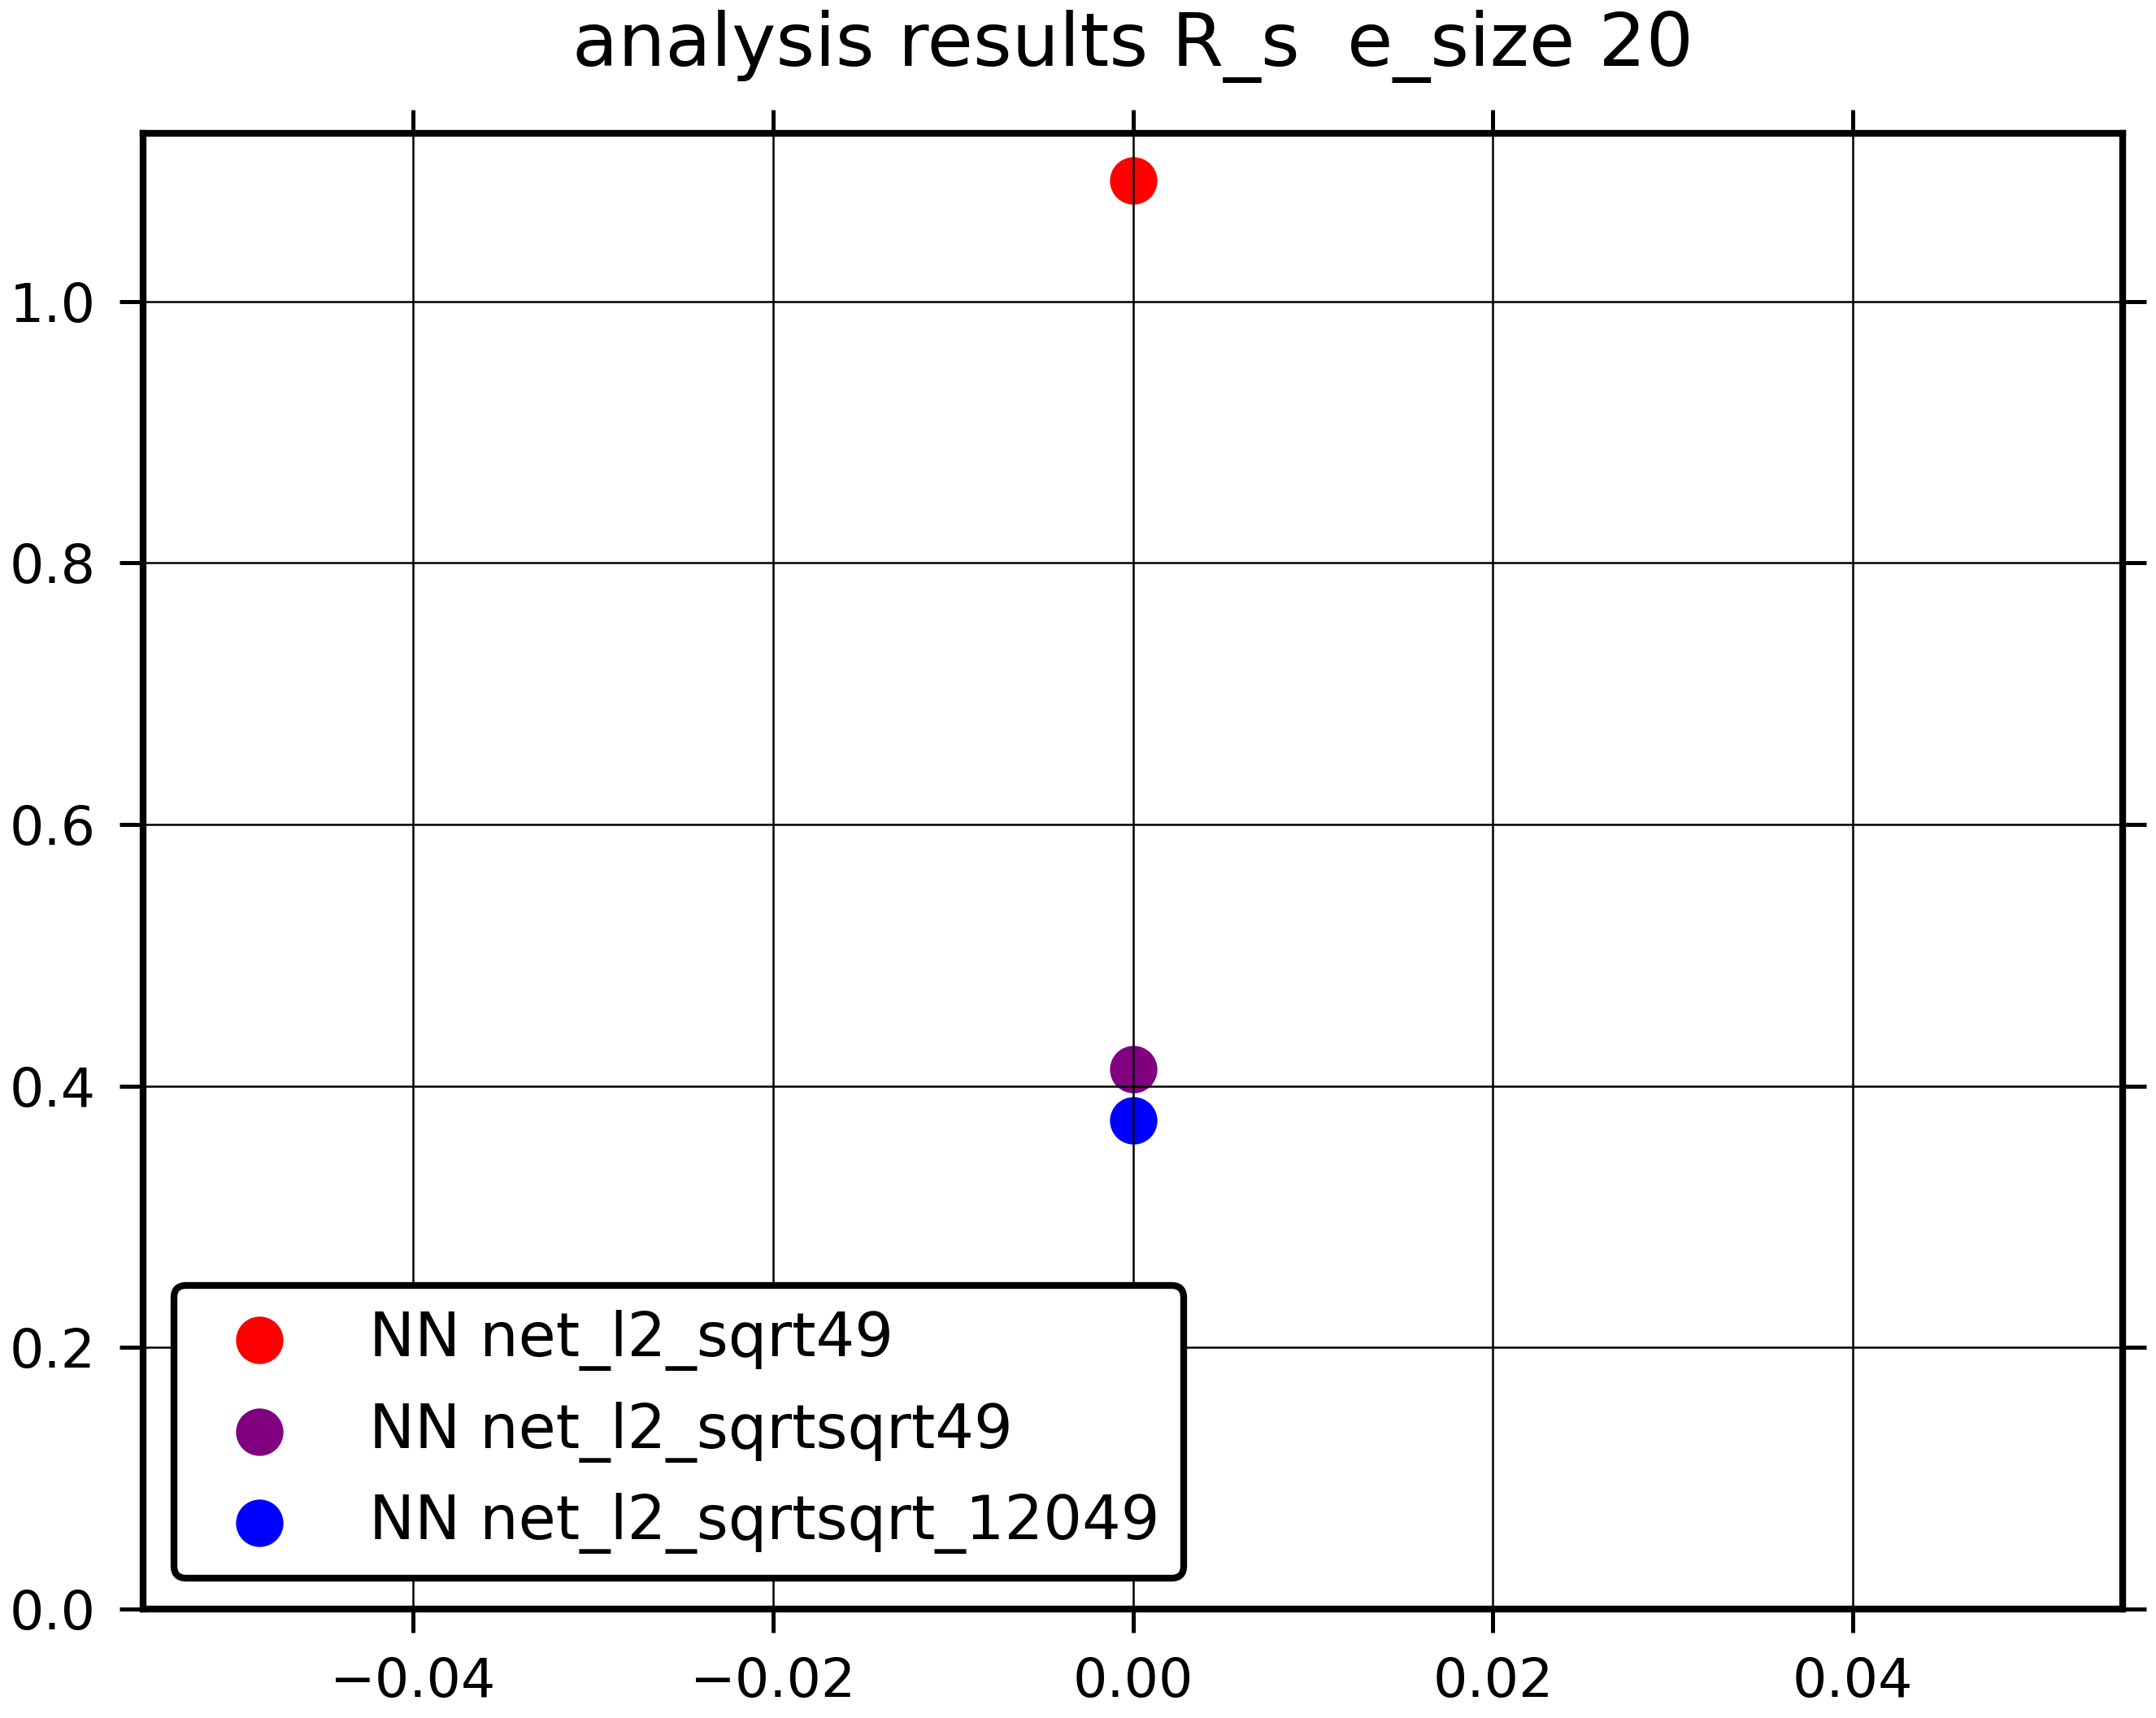 analysis results R_s e_size 20
1.0
0.8
0.6
0.4
0.2
0.0
NN net_l2_sqrt49
NN net_l2_sqrtsqrt49
NN net_l2_sqrtsqrt_12049
−0.04 −0.02 0.00 0.02 0.04